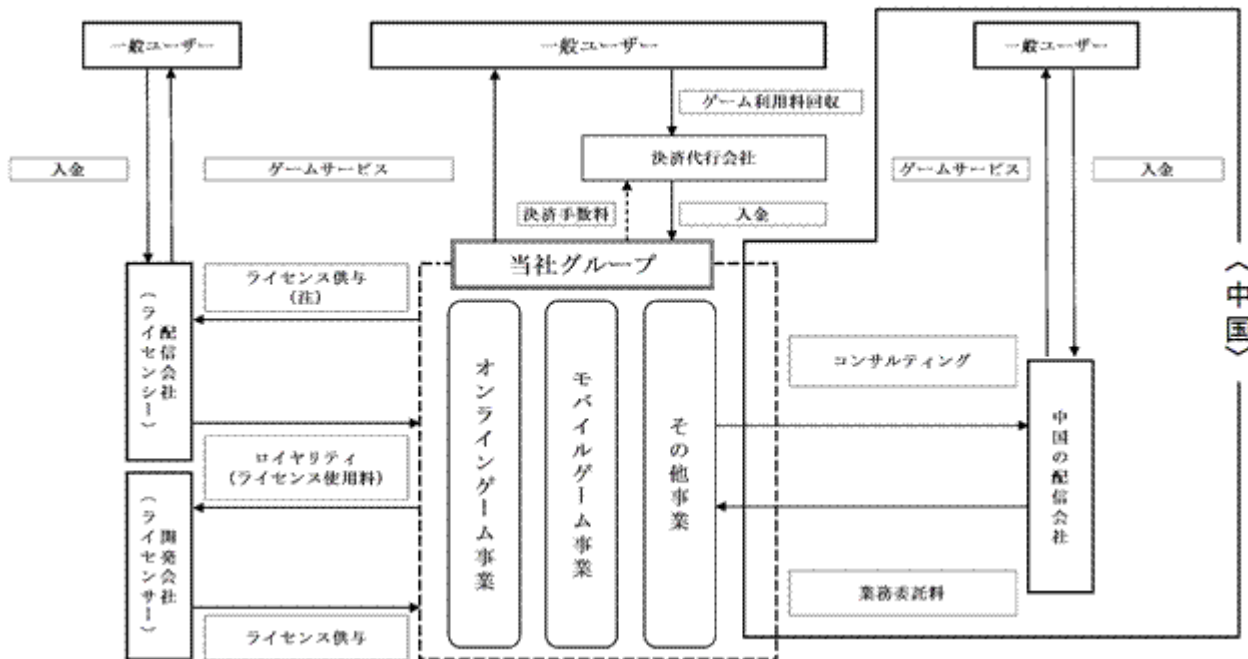 一般ユーザー
一般ユーザー
一般ユーザー
ゲーム利用料回収
決済代行会社
入金
ゲームサービス
ゲームサービス
入金
決済手数料
入金
当社グループ
〈中国〉
ライセンス供与
(注)
配信会社
(ライセンシー)
オンラインゲーム事業
モバイルゲーム事業
その他事業
コンサルティング
中国の配信会社
ロイヤリティ
(ライセンス使用料)
開発会社
(ライセンサー)
業務委託料
ライセンス供与